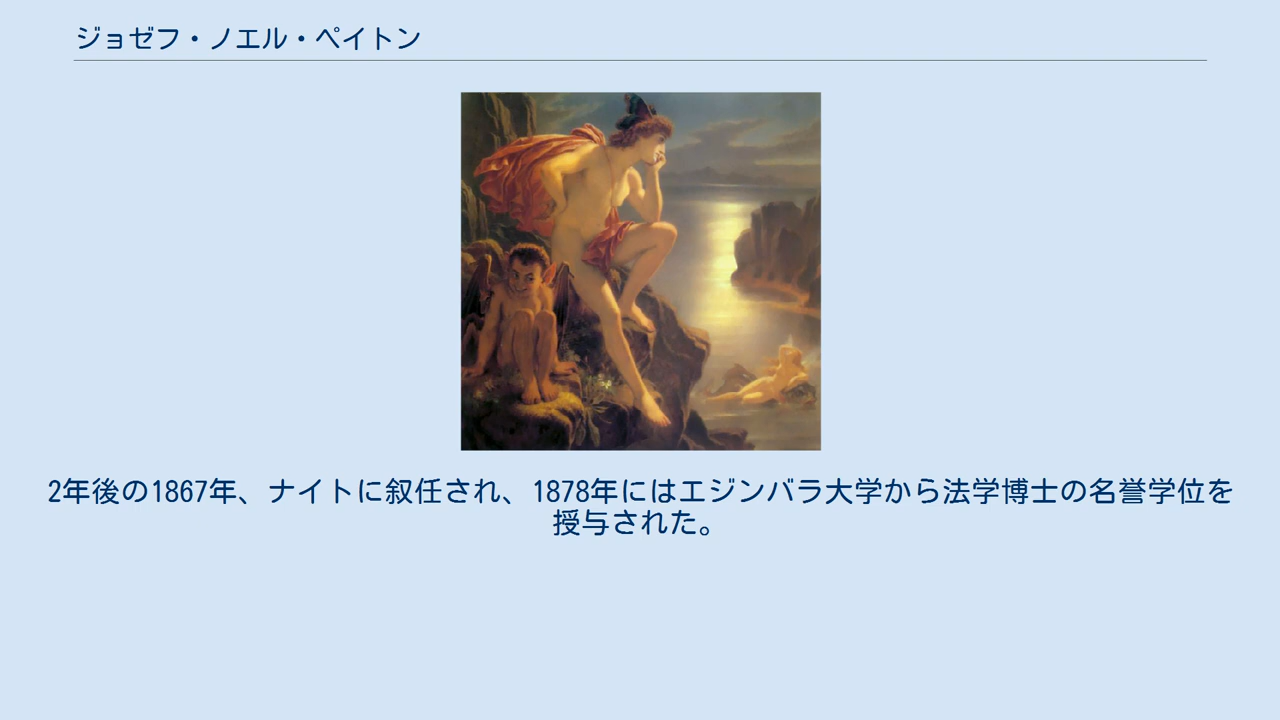 ジョゼフ・ノエル・ペイトン
2年後の1867年、ナイトに叙任され、1878年にはエジンバラ大学から法学博士の名誉学位を
授与された。